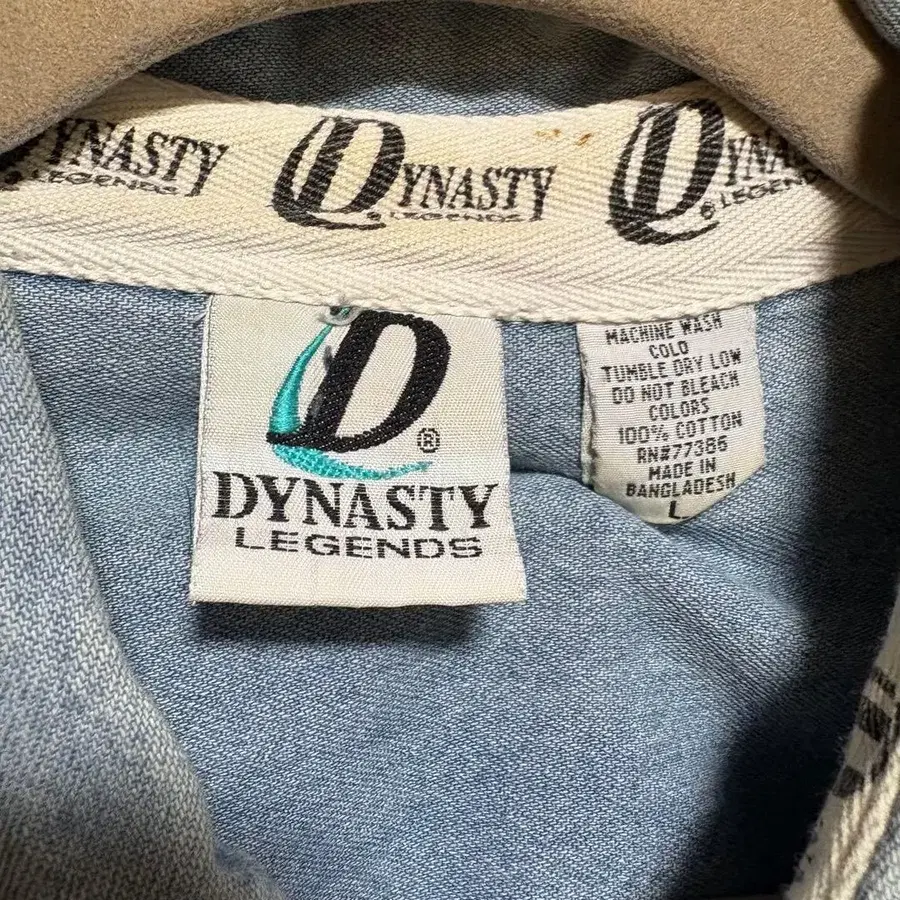 DYNASTY
LEGENDS
DYNASTY
® LEGENDS
DYNA
® LEGENDS
D
®
DYNASTY
LEGENDS
MACHINE WASH
COLD
TUMBLE DRY LOW
DO NOT BLEACH
COLORS
100% COTTON
RN#77386
MADE IN
BANGLADESH
L